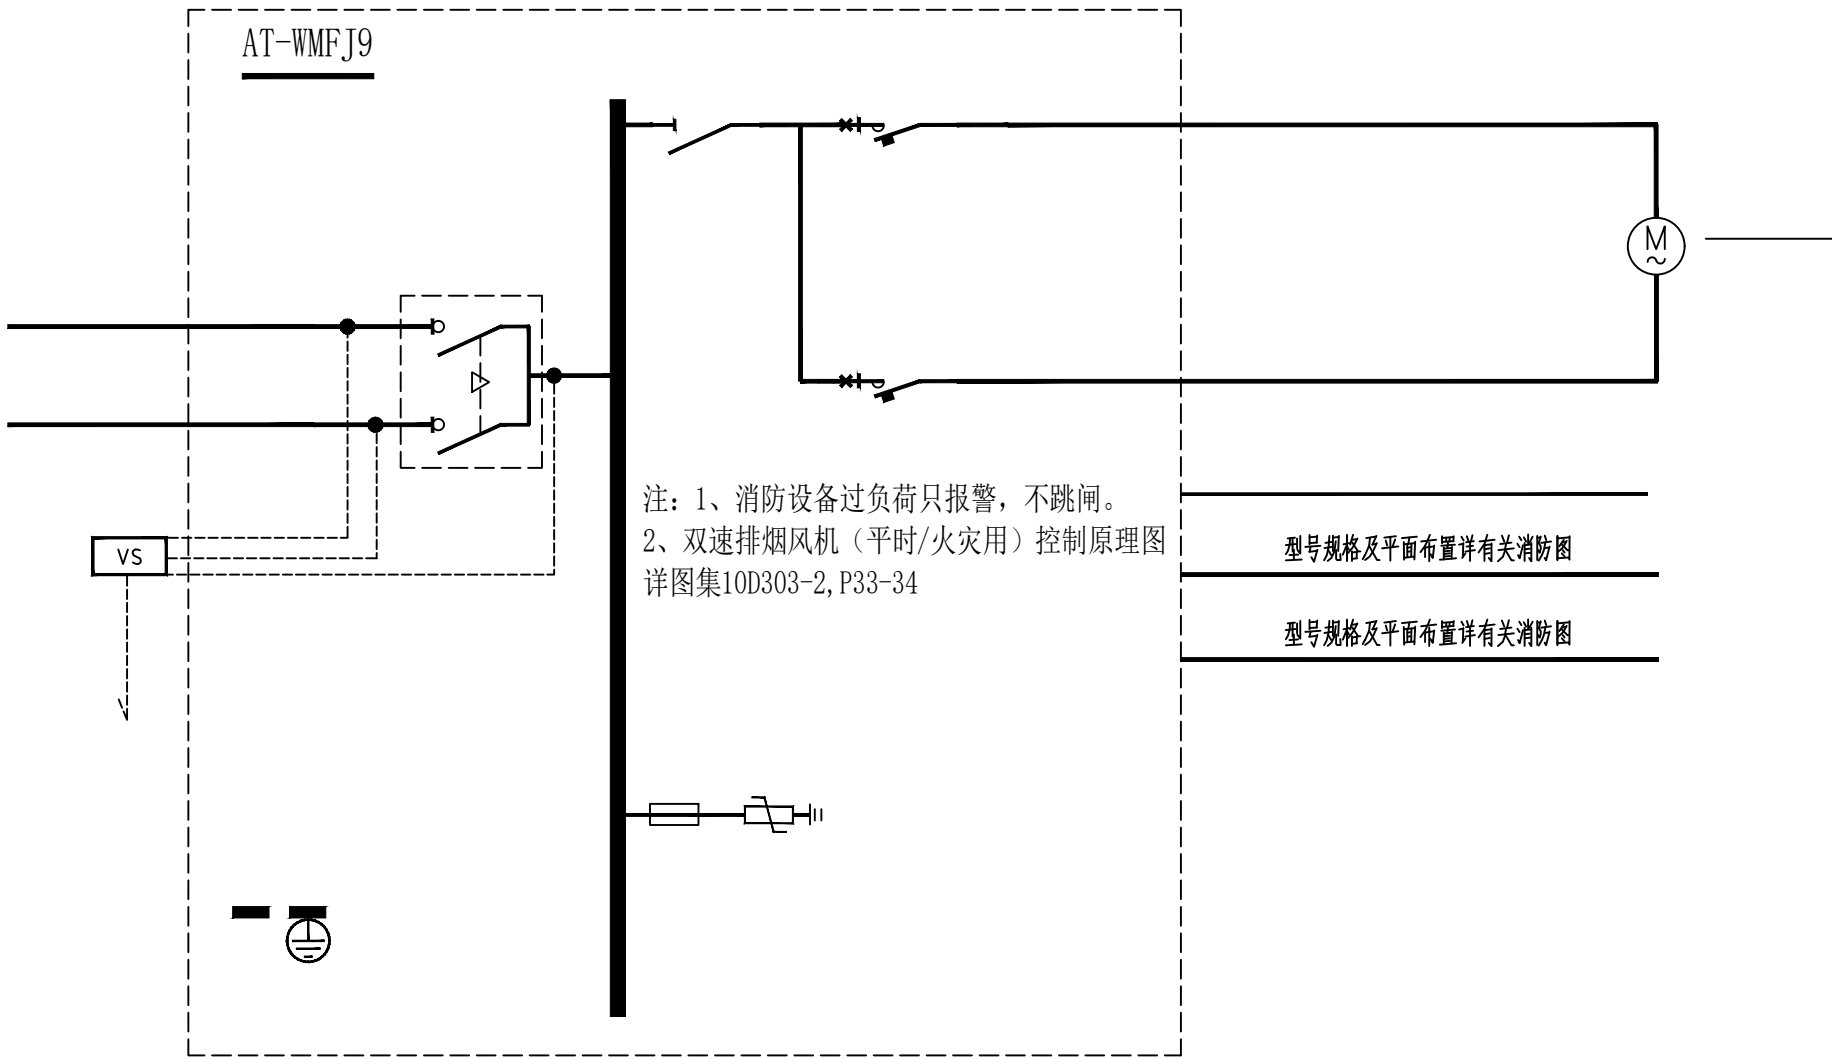 AT-WMFJ9
M
~
注：1、消防设备过负荷只报警，不跳闸。
2、双速排烟风机（平时/火灾用）控制原理图
详图集10D303-2,P33-34
型号规格及平面布置详有关消防图
VS
型号规格及平面布置详有关消防图